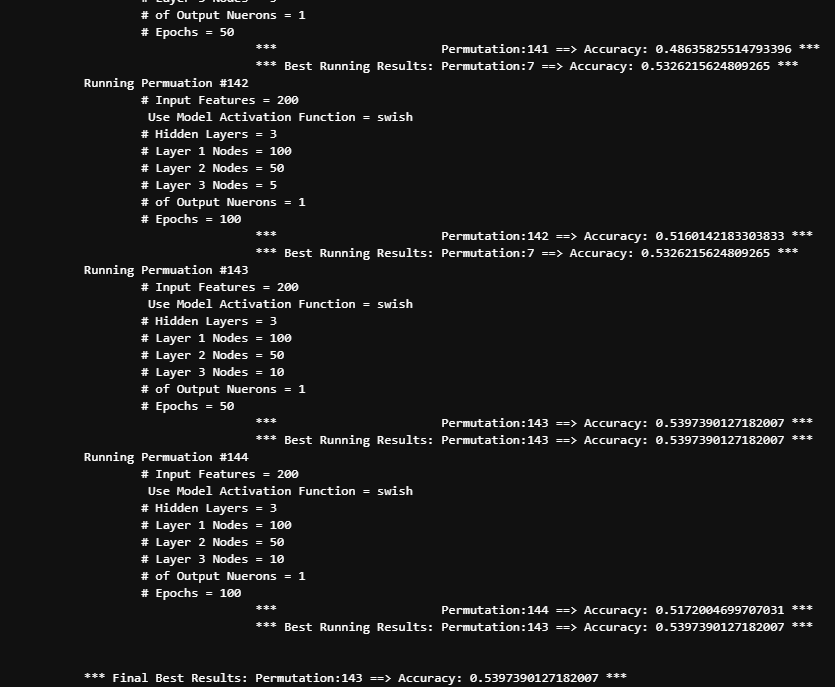 # of Output Nuerons = 1
# Epochs = 50
*** Permutation:141 ==> Accuracy: 0.48635825514793396 ***
*** Best Running Results: Permutation:7 ==> Accuracy: 0.5326215624809265 ***
Running Permuation #142
# Input Features = 200
Use Model Activation Function = swish
# Hidden Layers = 3
# Layer 1 Nodes = 100
# Layer 2 Nodes = 50
# Layer 3 Nodes = 5
# of Output Nuerons = 1
# Epochs = 100
*** Permutation:142 ==> Accuracy: 0.5160142183303833 ***
*** Best Running Results: Permutation:7 ==> Accuracy: 0.5326215624809265 ***
Running Permuation #143
# Input Features = 200
Use Model Activation Function = swish
# Hidden Layers = 3
# Layer 1 Nodes = 100
# Layer 2 Nodes = 50
# Layer 3 Nodes = 10
# of Output Nuerons = 1
# Epochs = 50
*** Permutation:143 ==> Accuracy: 0.5397390127182007 ***
*** Best Running Results: Permutation:143 ==> Accuracy: 0.5397390127182007 ***
Running Permuation #144
# Input Features = 200
Use Model Activation Function = swish
# Hidden Layers = 3
# Layer 1 Nodes = 100
# Layer 2 Nodes = 50
# Layer 3 Nodes = 10
# of Output Nuerons = 1
# Epochs = 100
*** Permutation:144 ==> Accuracy: 0.5172004699707031 ***
*** Best Running Results: Permutation:143 ==> Accuracy: 0.5397390127182007 ***
*** Final Best Results: Permutation:143 ==> Accuracy: 0.5397390127182007 ***